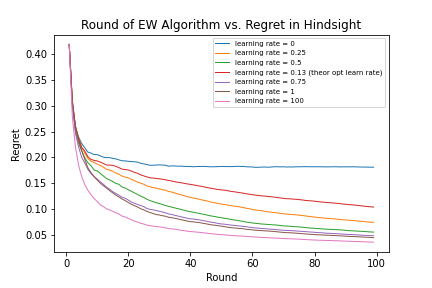 Round of EW Algorithm vs. Regret in Hindsight
learning rate = 0
learning rate = 0.25
learning rate = 0.5
learning rate = 0.13 (theor opt learn rate)
learning rate = 0.75
learning rate = 1
learning rate = 100
Regret
0.40
0.35
0.30
0.25
0.20
0.15
0.10
0.05
0 20 40 60 80 100
Round